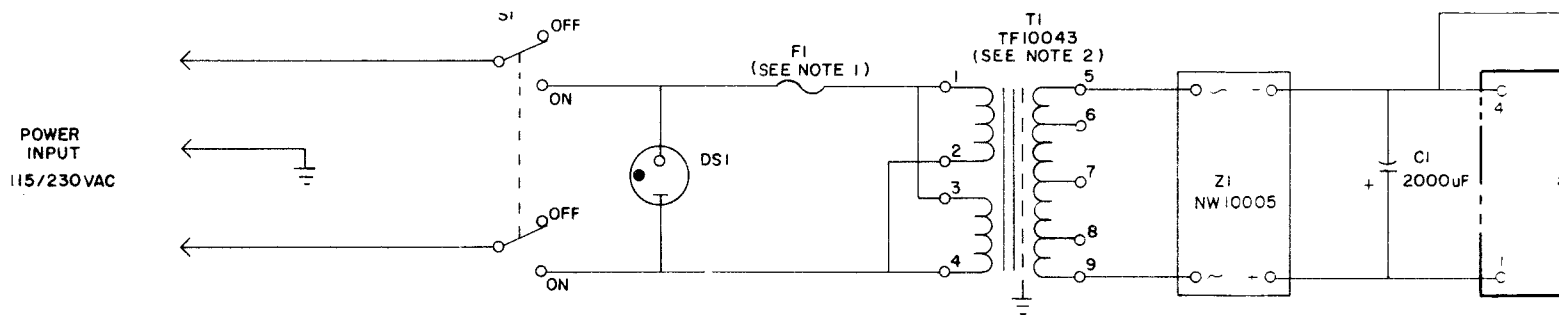 S1
OFF
ON
POWER
INPUT
115/230VAC
OFF
ON
DS1
F1
(SEE NOTE 1)
T1
TF10043
(SEE NOTE 2)
1
2
3
4
5
6
7
8
9
~ -
Z1
NW10005
~ +
C1
+ 2000uF
4
1